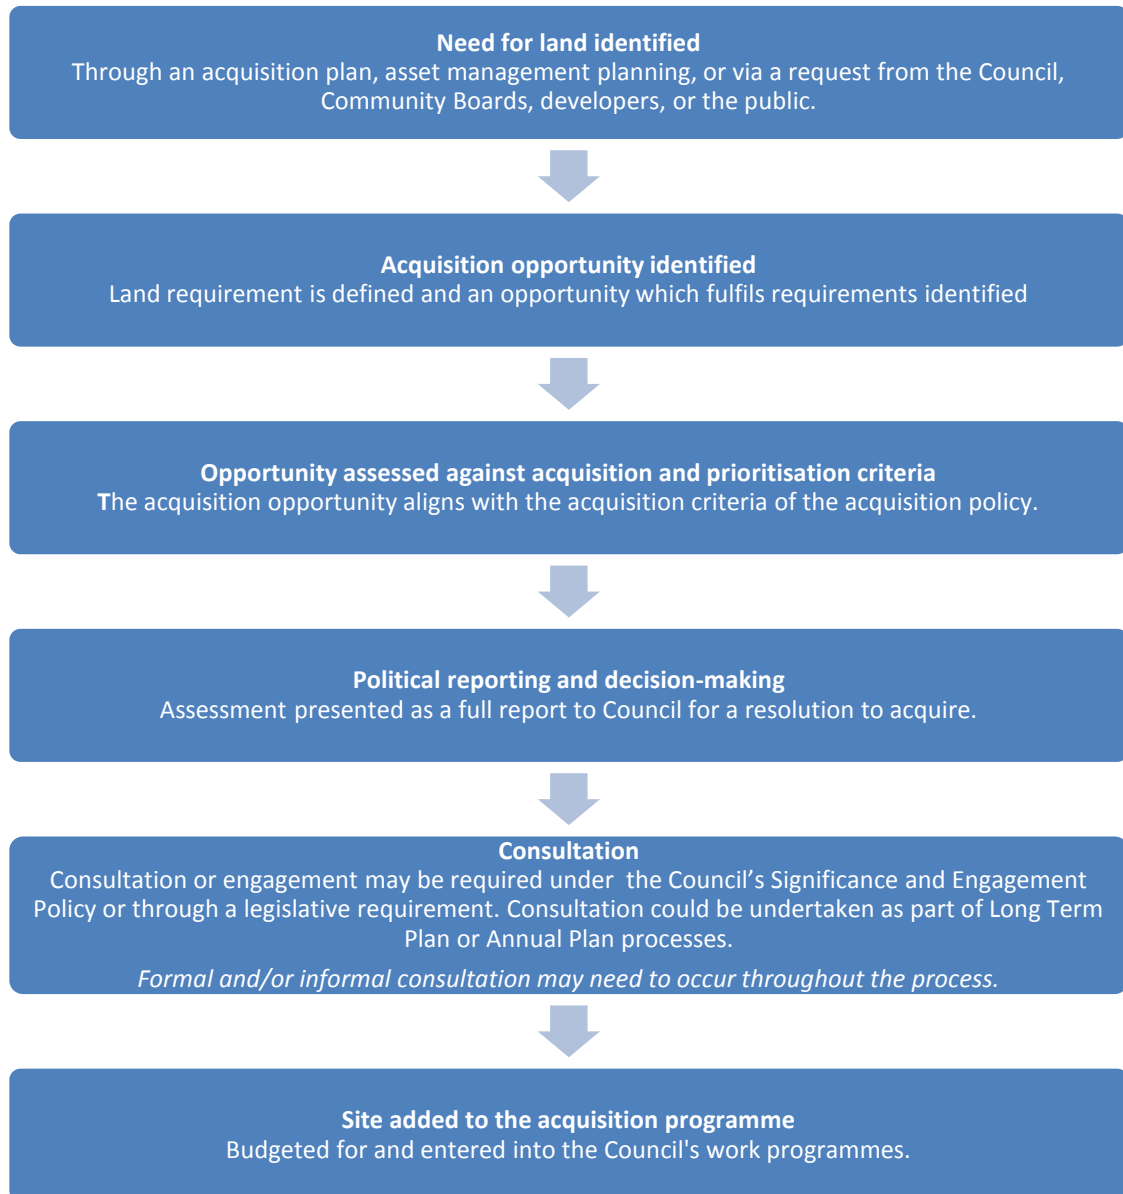 Need for land identified
Through an acquisition plan, asset management planning, or via a request from the Council,
Community Boards, developers, or the public.
Acquisition opportunity identified
Land requirement is defined and an opportunity which fulfils requirements identified
Opportunity assessed against acquisition and prioritisation criteria
The acquisition opportunity aligns with the acquisition criteria of the acquisition policy.
Political reporting and decision-making
Assessment presented as a full report to Council for a resolution to acquire.
Consultation
Consultation or engagement may be required under the Council’s Significance and Engagement
Policy or through a legislative requirement. Consultation could be undertaken as part of Long Term
Plan or Annual Plan processes.
Formal and/or informal consultation may need to occur throughout the process.
Site added to the acquisition programme
Budgeted for and entered into the Council's work programmes.